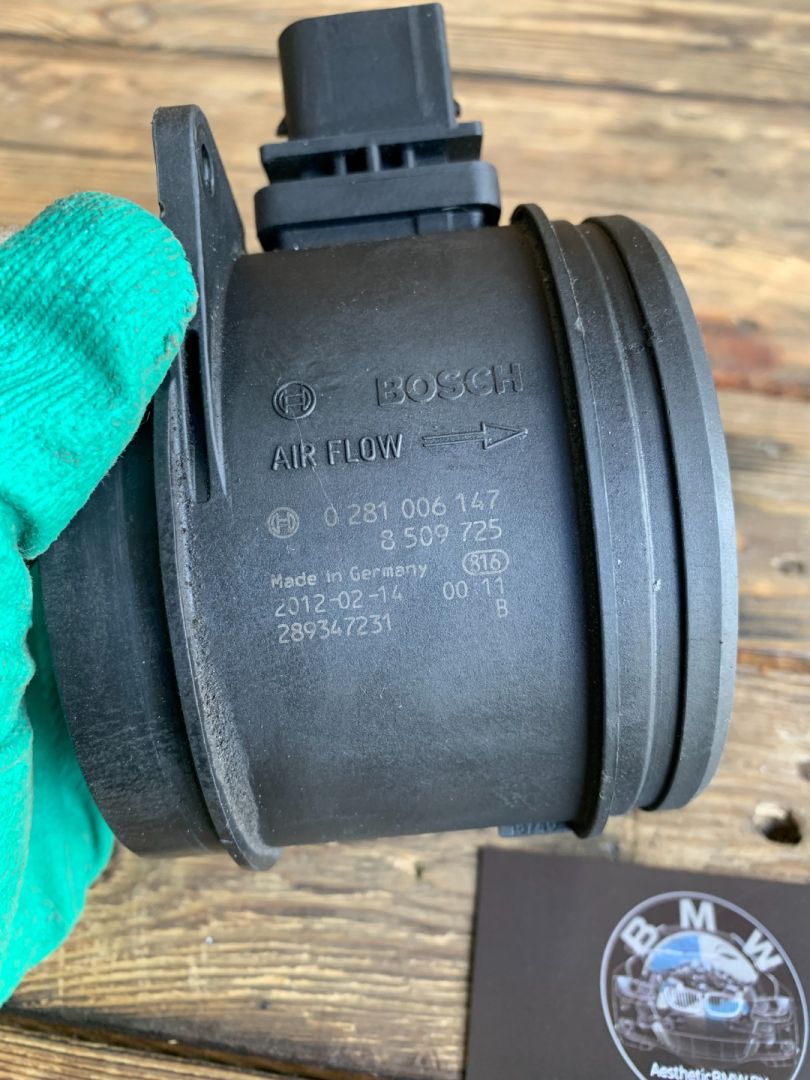 BOSCH
AIR FLOW
0 281 006 147
8 509 725
Made in Germany 816
2012-02-14 00 11
289347231 B
BMW